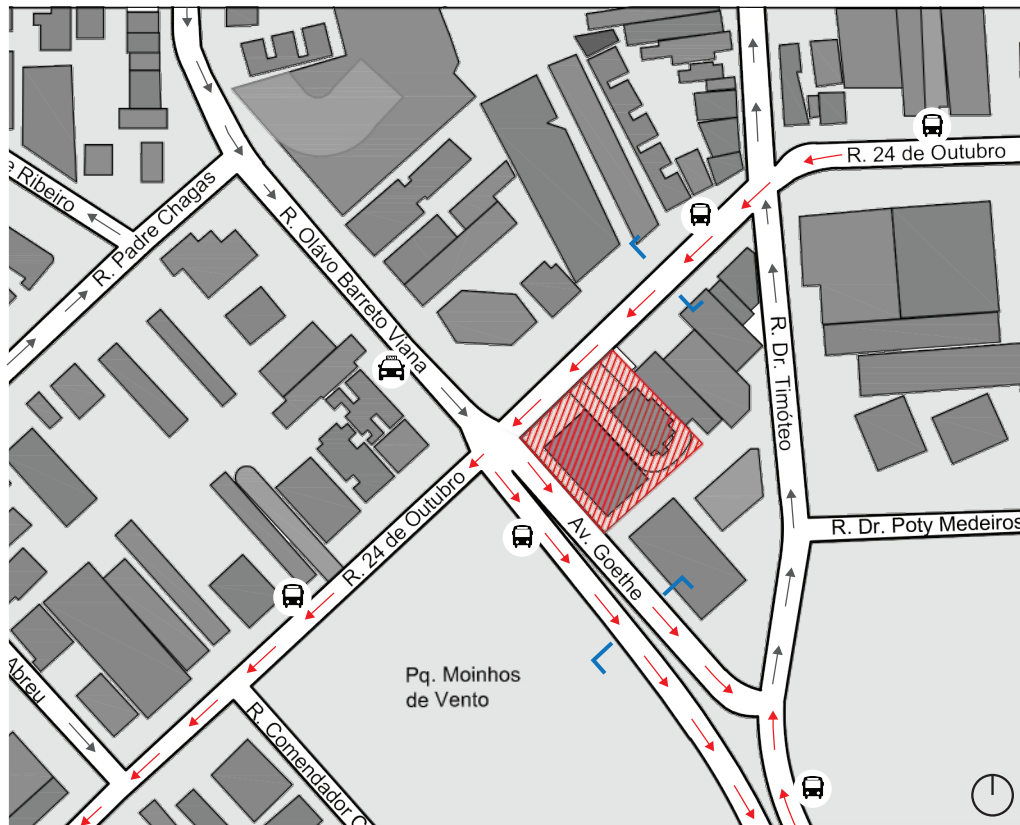 R. 24 de Outubro
e Ribeiro
R. Padre Chagas
R. Olávo Barreto Viana
R. Dr. Timóteo
R. 24 de Outubro
Av. Goethe
R. Dr. Poty Medeiros
Pq. Moinhos
de Vento
Abreu
R. Comendador C